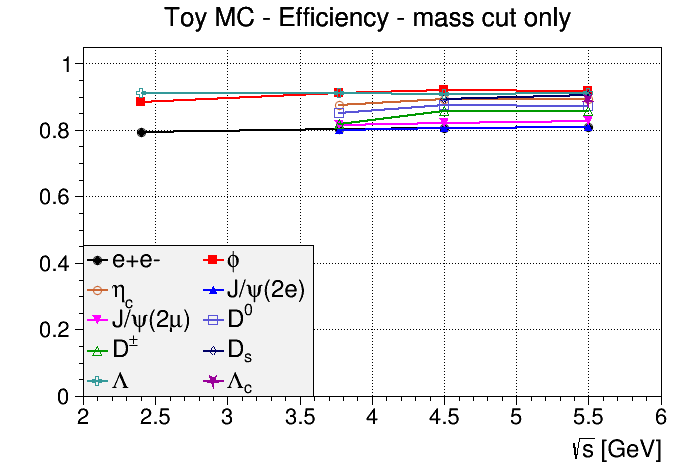 Toy MC - Efficiency - mass cut only
1
0.8
0.6
0.4
0.2
0
e+e- ϕ
η_c J/ψ(2e)
J/ψ(2μ) D⁰
D^± D_s
Λ Λ_c
2 2.5 3 3.5 4 4.5 5 5.5 6
√s [GeV]